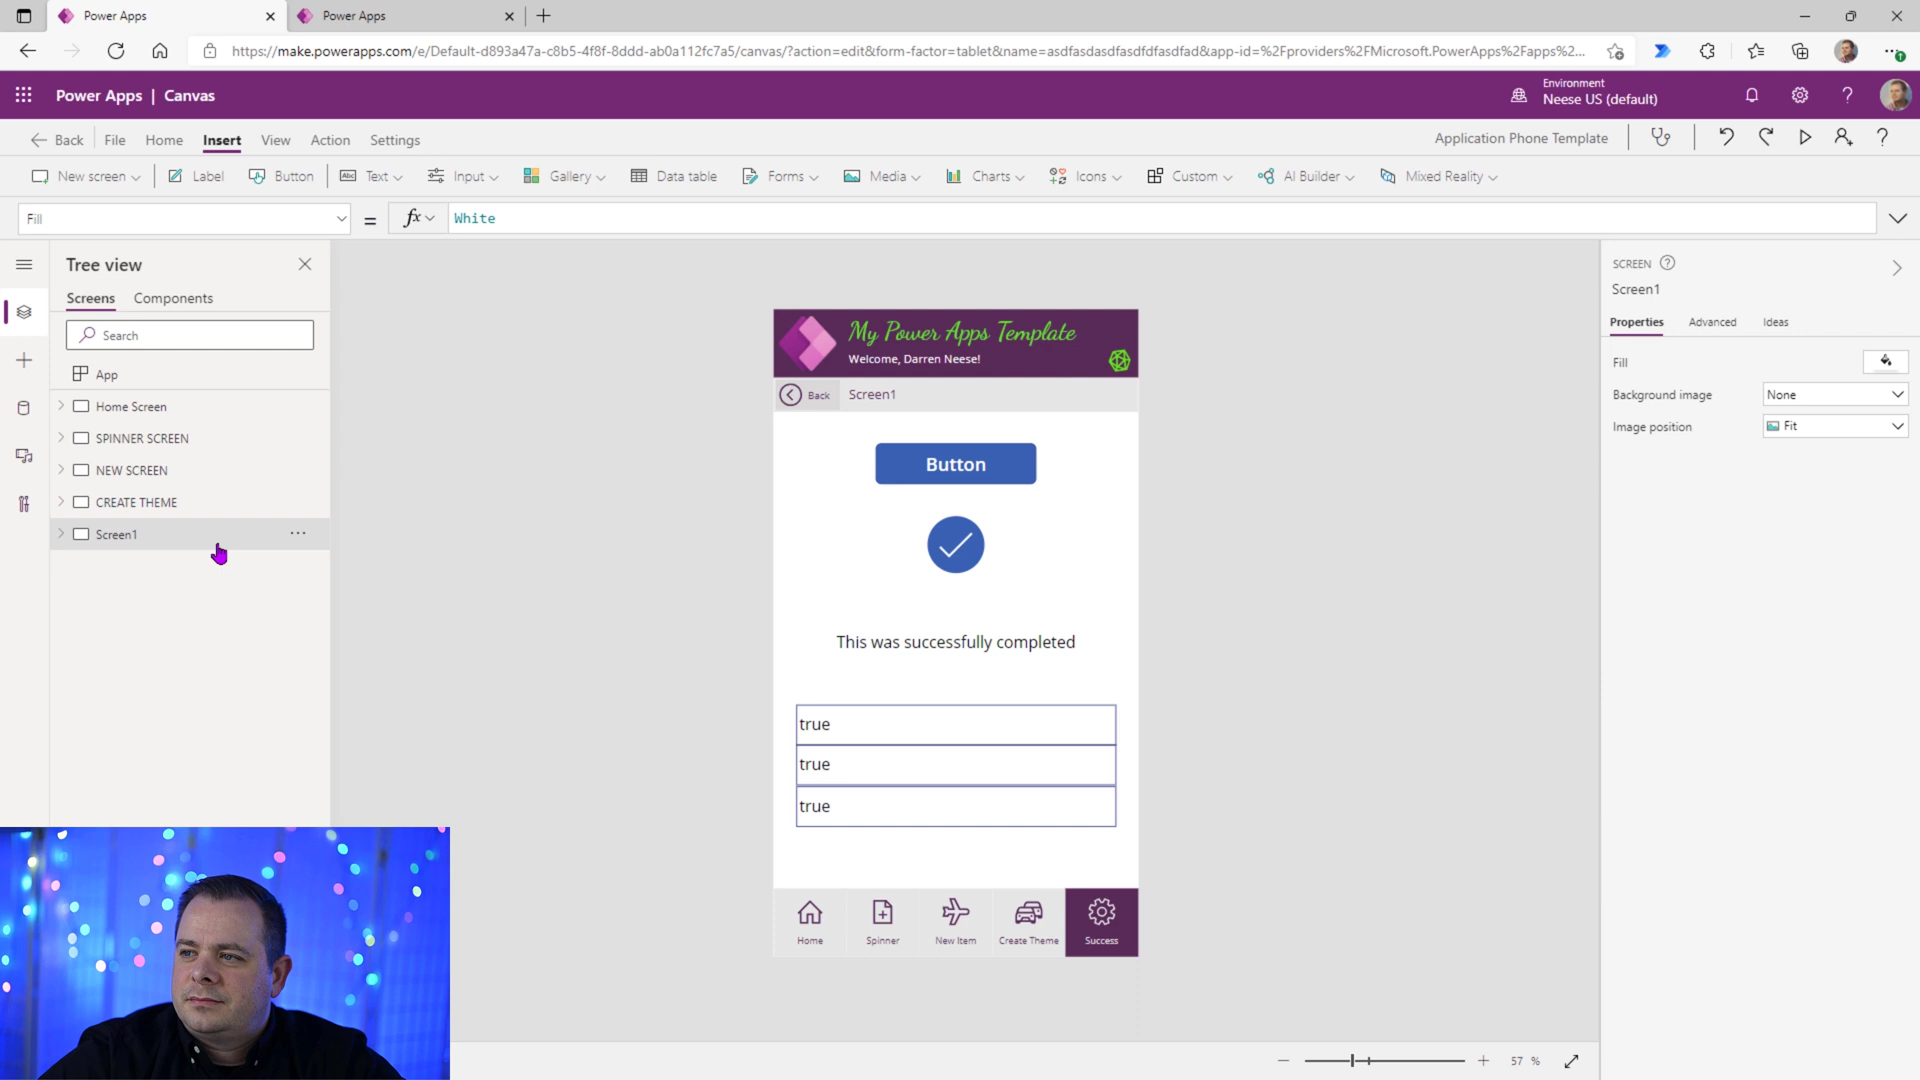 Power Apps
Power Apps
https://make.powerapps.com/e/Default-d893a47a-c8b5-4f8f-8ddd-ab0a112fc7a5/canvas/?action=edit&form-factor=tablet&name=asdfasdasdfasdfdfasdfad&app-id=%2Fproviders%2FMicrosoft.PowerApps%2Fapps%2...
Power Apps | Canvas
Environment
Neese US (default)
Back
File
Home
Insert
View
Action
Settings
Application Phone Template
New screen
Label
Button
Text
Input
Gallery
Data table
Forms
Media
Charts
Icons
Custom
AI Builder
Mixed Reality
Fill
=
fx
White
Tree view
Screens
Components
Search
App
Home Screen
SPINNER SCREEN
NEW SCREEN
CREATE THEME
Screen1
My Power Apps Template
Welcome, Darren Neese!
Back
Screen1
Button
This was successfully completed
true
true
true
Home
Spinner
New Item
Create Theme
Success
SCREEN
Screen1
Properties
Advanced
Ideas
Fill
Background image
None
Image position
Fit
57 %